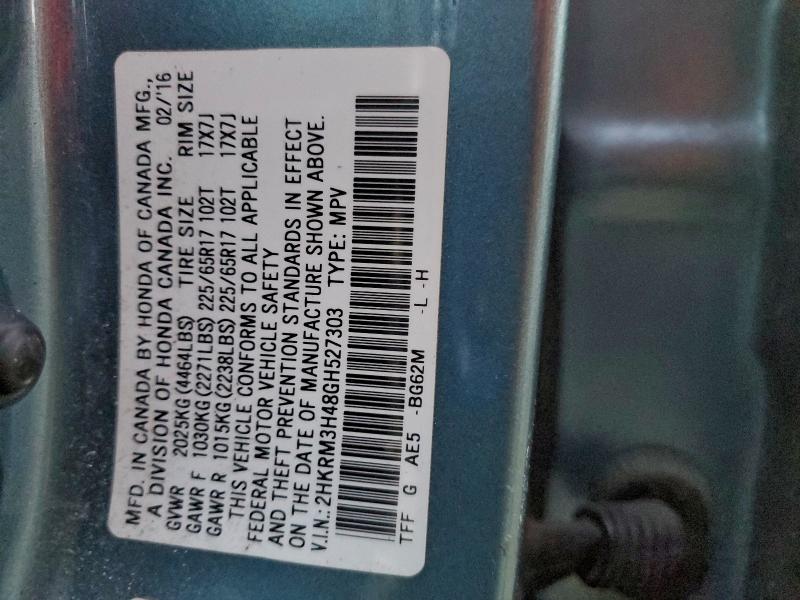 MFD. IN CANADA BY HONDA OF CANADA MFG.,
A DIVISION OF HONDA CANADA INC. 02/'16
GVWR 2025KG (4464LBS) TIRE SIZE RIM SIZE
GAWR F 1030KG (2271LBS) 225/65R17 102T 17X7J
GAWR R 1015KG (2238LBS) 225/65R17 102T 17X7J
THIS VEHICLE CONFORMS TO ALL APPLICABLE
FEDERAL MOTOR VEHICLE SAFETY
AND THEFT PREVENTION STANDARDS IN EFFECT
ON THE DATE OF MANUFACTURE SHOWN ABOVE.
V.I.N.: 2HKRM3H48GH527303 TYPE: MPV
TFF G AE5 -BG62M -L -H